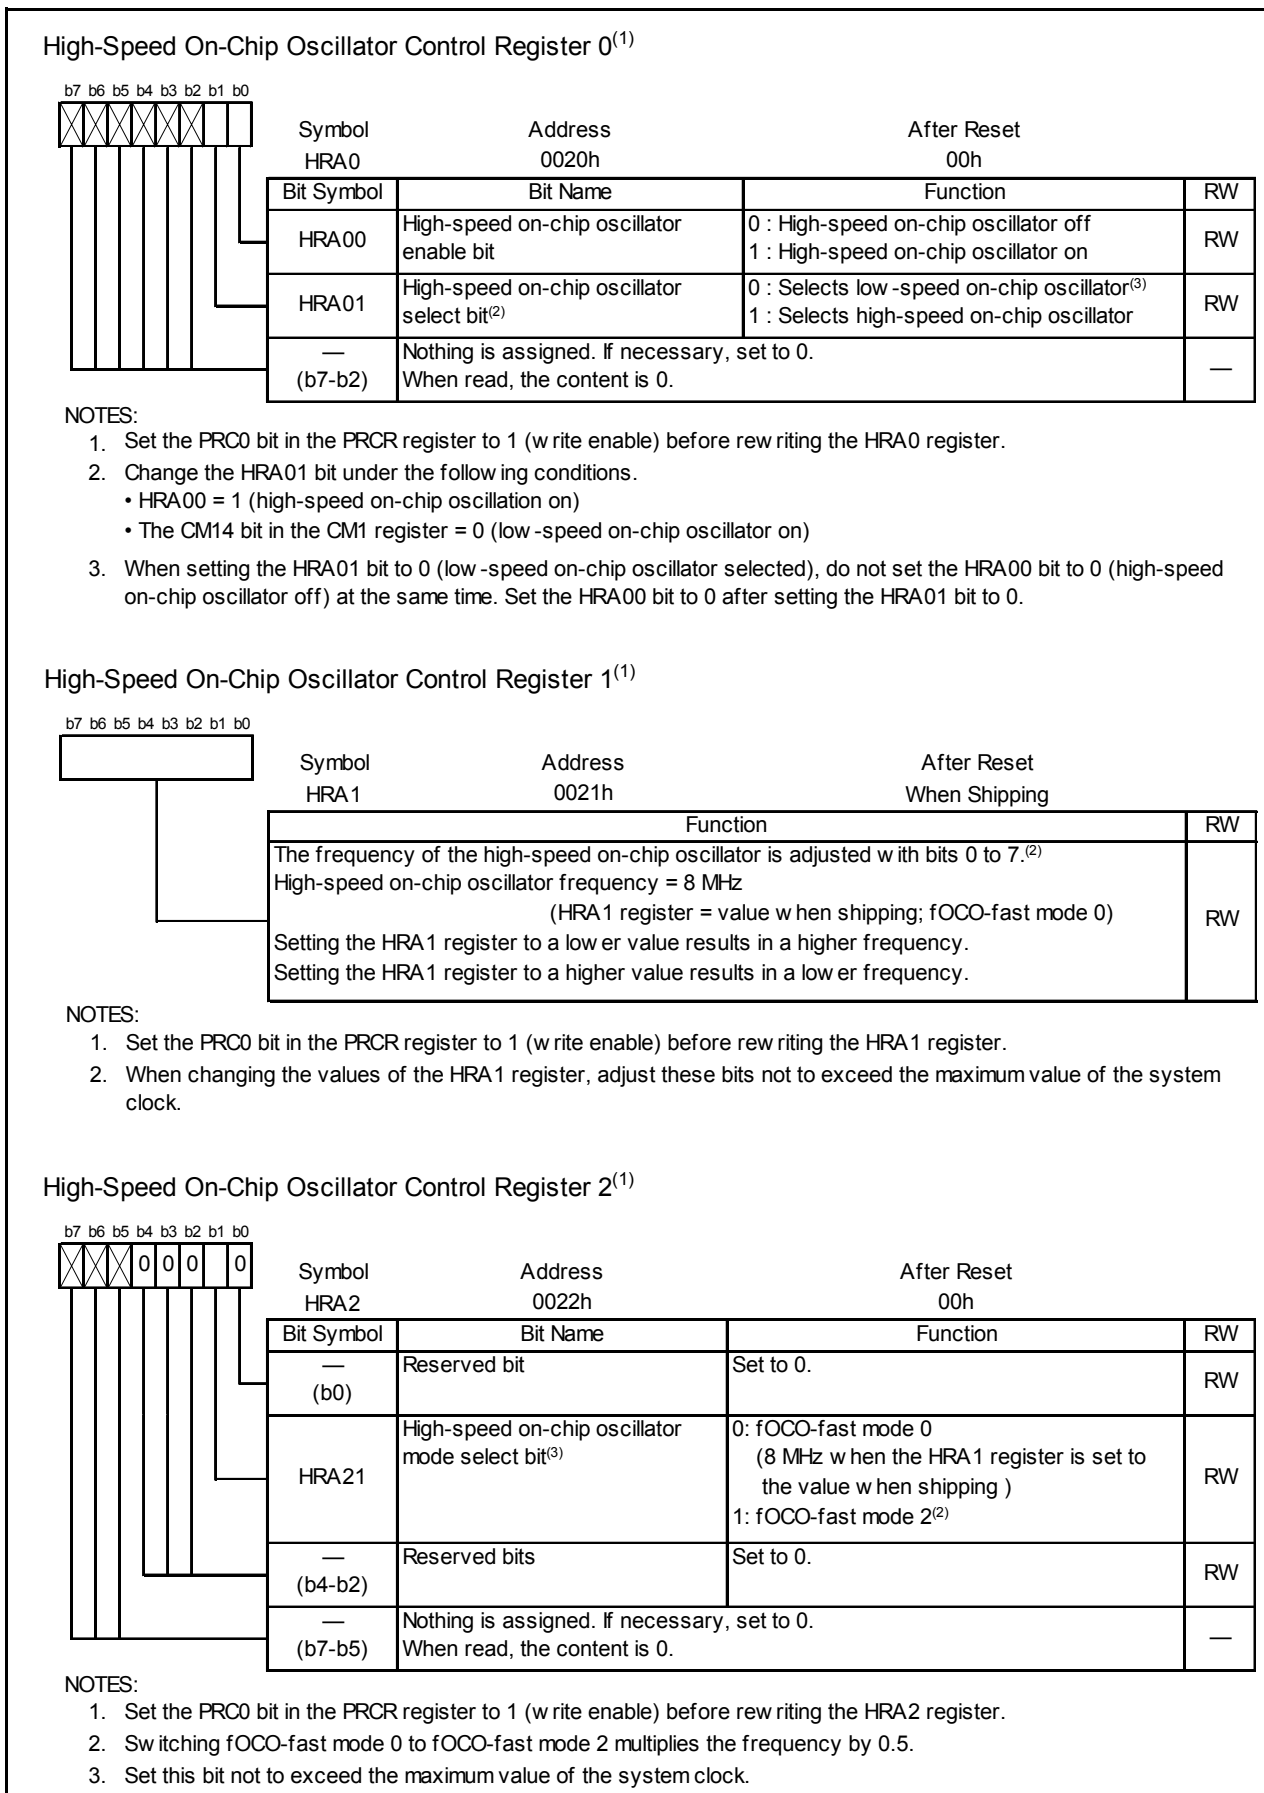 High-Speed On-Chip Oscillator Control Register 0(1)
b7 b6 b5 b4 b3 b2 b1 b0
Symbol Address After Reset
HRA0 0020h 00h
Bit Symbol Bit Name Function RW
HRA00 High-speed on-chip oscillator enable bit 0 : High-speed on-chip oscillator off RW
1 : High-speed on-chip oscillator on
HRA01 High-speed on-chip oscillator select bit(2) 0 : Selects low-speed on-chip oscillator(3) RW
1 : Selects high-speed on-chip oscillator
— (b7-b2) Nothing is assigned. If necessary, set to 0. —
When read, the content is 0.
NOTES:
1. Set the PRC0 bit in the PRCR register to 1 (write enable) before rewriting the HRA0 register.
2. Change the HRA01 bit under the following conditions.
• HRA00 = 1 (high-speed on-chip oscillation on)
• The CM14 bit in the CM1 register = 0 (low-speed on-chip oscillator on)
3. When setting the HRA01 bit to 0 (low-speed on-chip oscillator selected), do not set the HRA00 bit to 0 (high-speed
on-chip oscillator off) at the same time. Set the HRA00 bit to 0 after setting the HRA01 bit to 0.
High-Speed On-Chip Oscillator Control Register 1(1)
b7 b6 b5 b4 b3 b2 b1 b0
Symbol Address After Reset
HRA1 0021h When Shipping
Function RW
The frequency of the high-speed on-chip oscillator is adjusted with bits 0 to 7.(2)
High-speed on-chip oscillator frequency = 8 MHz
(HRA1 register = value when shipping; fOCO-fast mode 0) RW
Setting the HRA1 register to a lower value results in a higher frequency.
Setting the HRA1 register to a higher value results in a lower frequency.
NOTES:
1. Set the PRC0 bit in the PRCR register to 1 (write enable) before rewriting the HRA1 register.
2. When changing the values of the HRA1 register, adjust these bits not to exceed the maximum value of the system
clock.
High-Speed On-Chip Oscillator Control Register 2(1)
b7 b6 b5 b4 b3 b2 b1 b0
0 0 0 0
Symbol Address After Reset
HRA2 0022h 00h
Bit Symbol Bit Name Function RW
— (b0) Reserved bit Set to 0. RW
HRA21 High-speed on-chip oscillator mode select bit(3) 0: fOCO-fast mode 0 RW
(8 MHz when the HRA1 register is set to
the value when shipping )
1: fOCO-fast mode 2(2)
— (b4-b2) Reserved bits Set to 0. RW
— (b7-b5) Nothing is assigned. If necessary, set to 0. —
When read, the content is 0.
NOTES:
1. Set the PRC0 bit in the PRCR register to 1 (write enable) before rewriting the HRA2 register.
2. Switching fOCO-fast mode 0 to fOCO-fast mode 2 multiplies the frequency by 0.5.
3. Set this bit not to exceed the maximum value of the system clock.